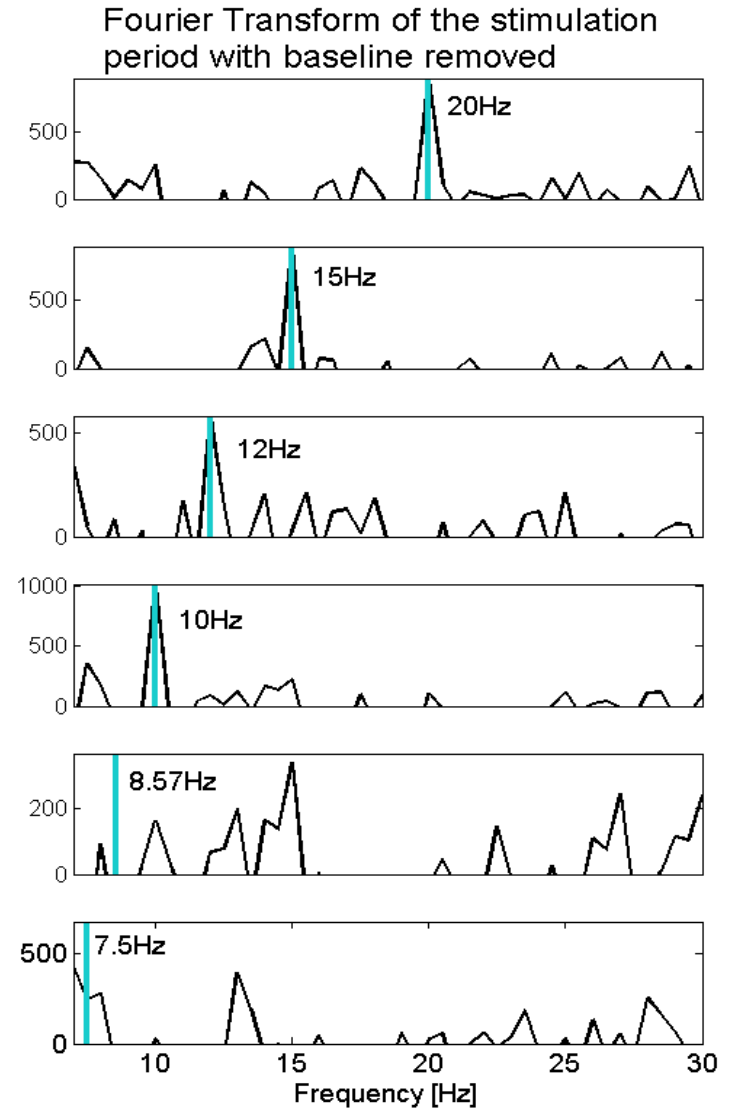 Fourier Transform of the stimulation
period with baseline removed
500
0
20Hz
500
0
15Hz
500
0
12Hz
1000
500
0
10Hz
200
0
8.57Hz
500
0
7.5Hz
10 15 20 25 30
Frequency [Hz]